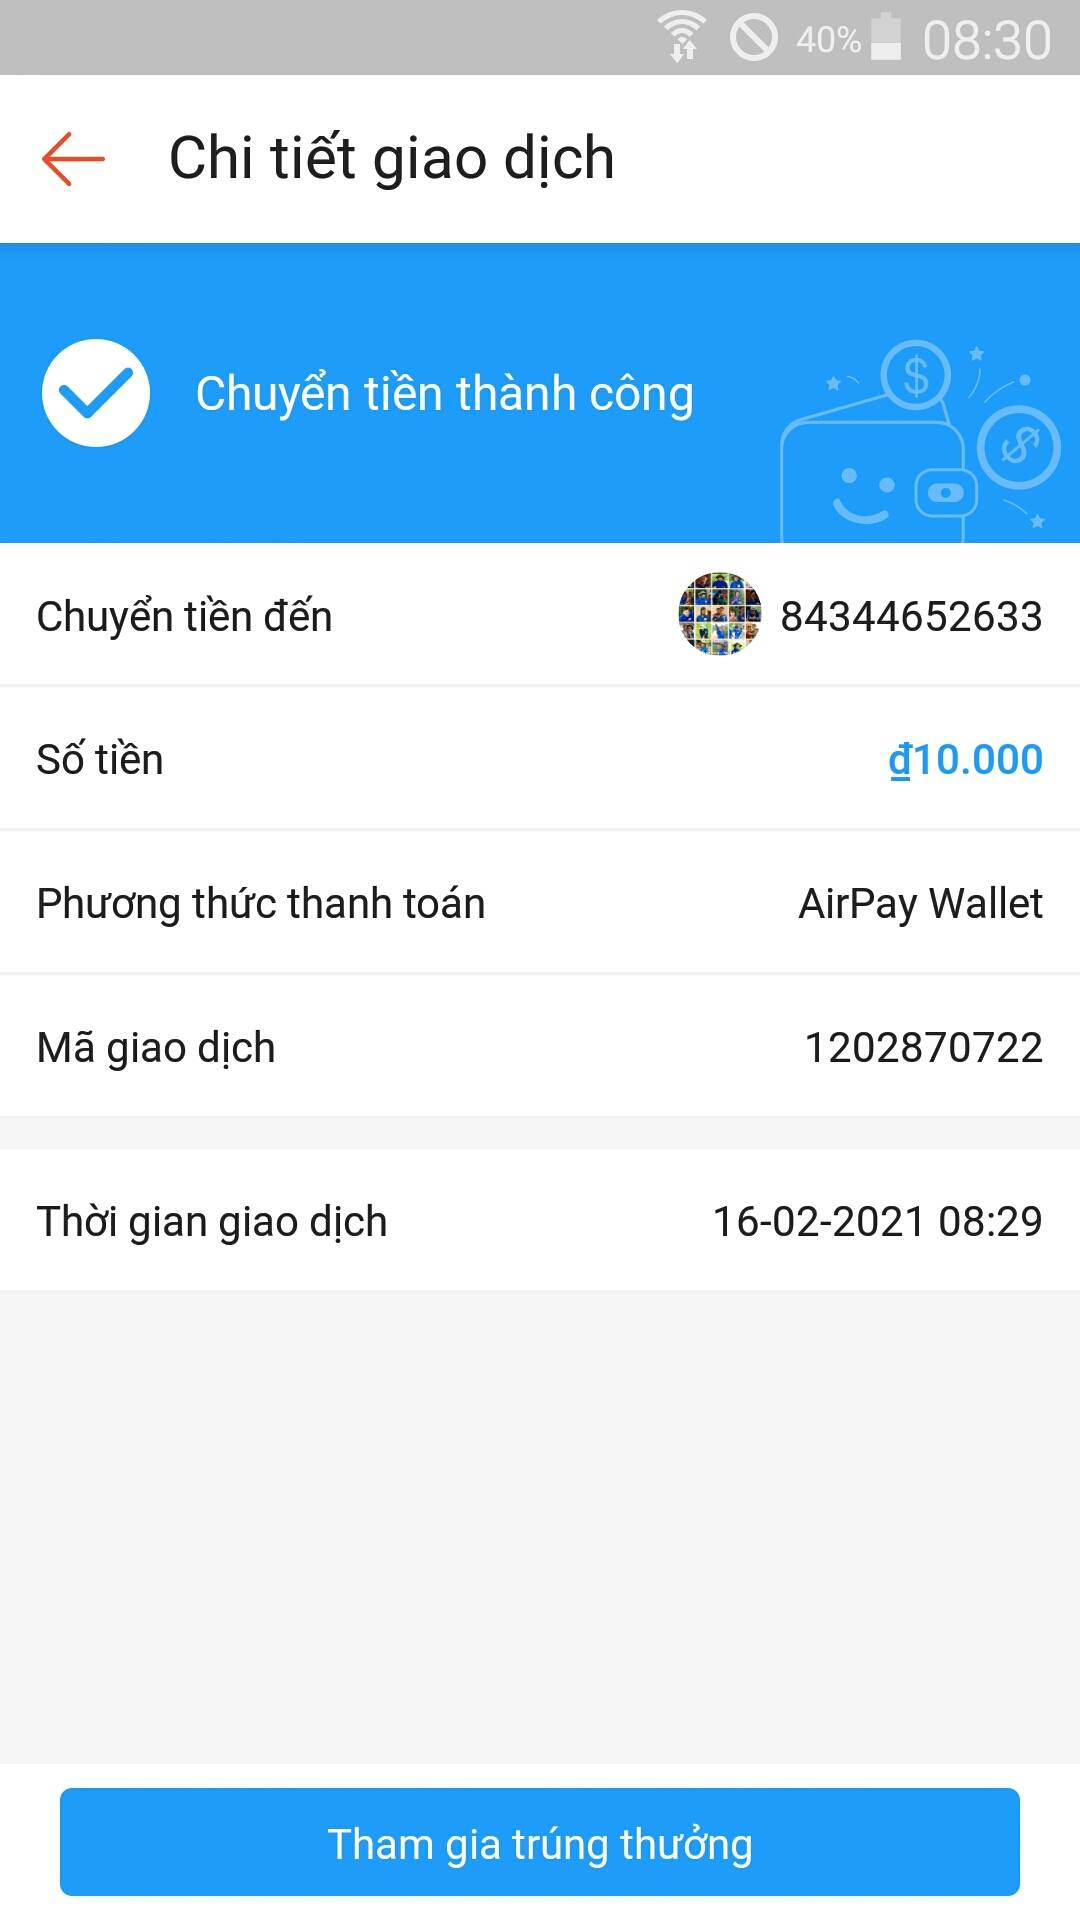 40% 08:30
Chi tiết giao dịch
Chuyển tiền thành công
Chuyển tiền đến 84344652633
Số tiền ₫10.000
Phương thức thanh toán AirPay Wallet
Mã giao dịch 1202870722
Thời gian giao dịch 16-02-2021 08:29
Tham gia trúng thưởng